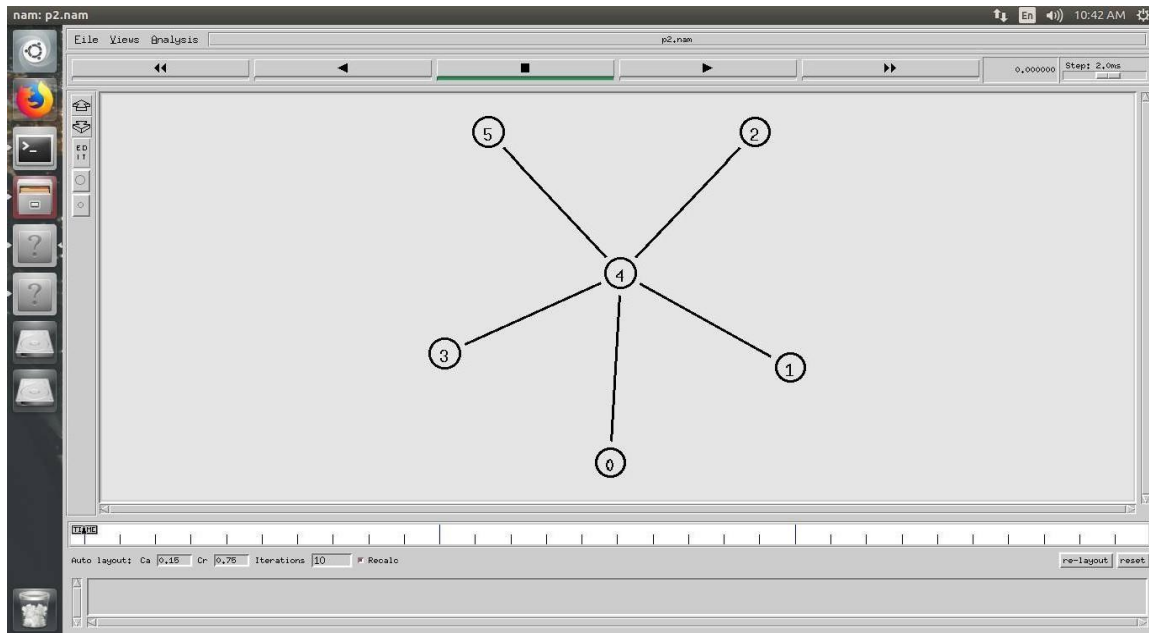 nam: p2.nam
En 10:42 AM
File Views Analysis p2.nam
0.000000 Step: 2.0ms
ED
IT
5
2
4
3
1
0
TIME
Auto layout: Ca 0.15 Cr 0.75 Iterations 10 Recalc re-layout reset